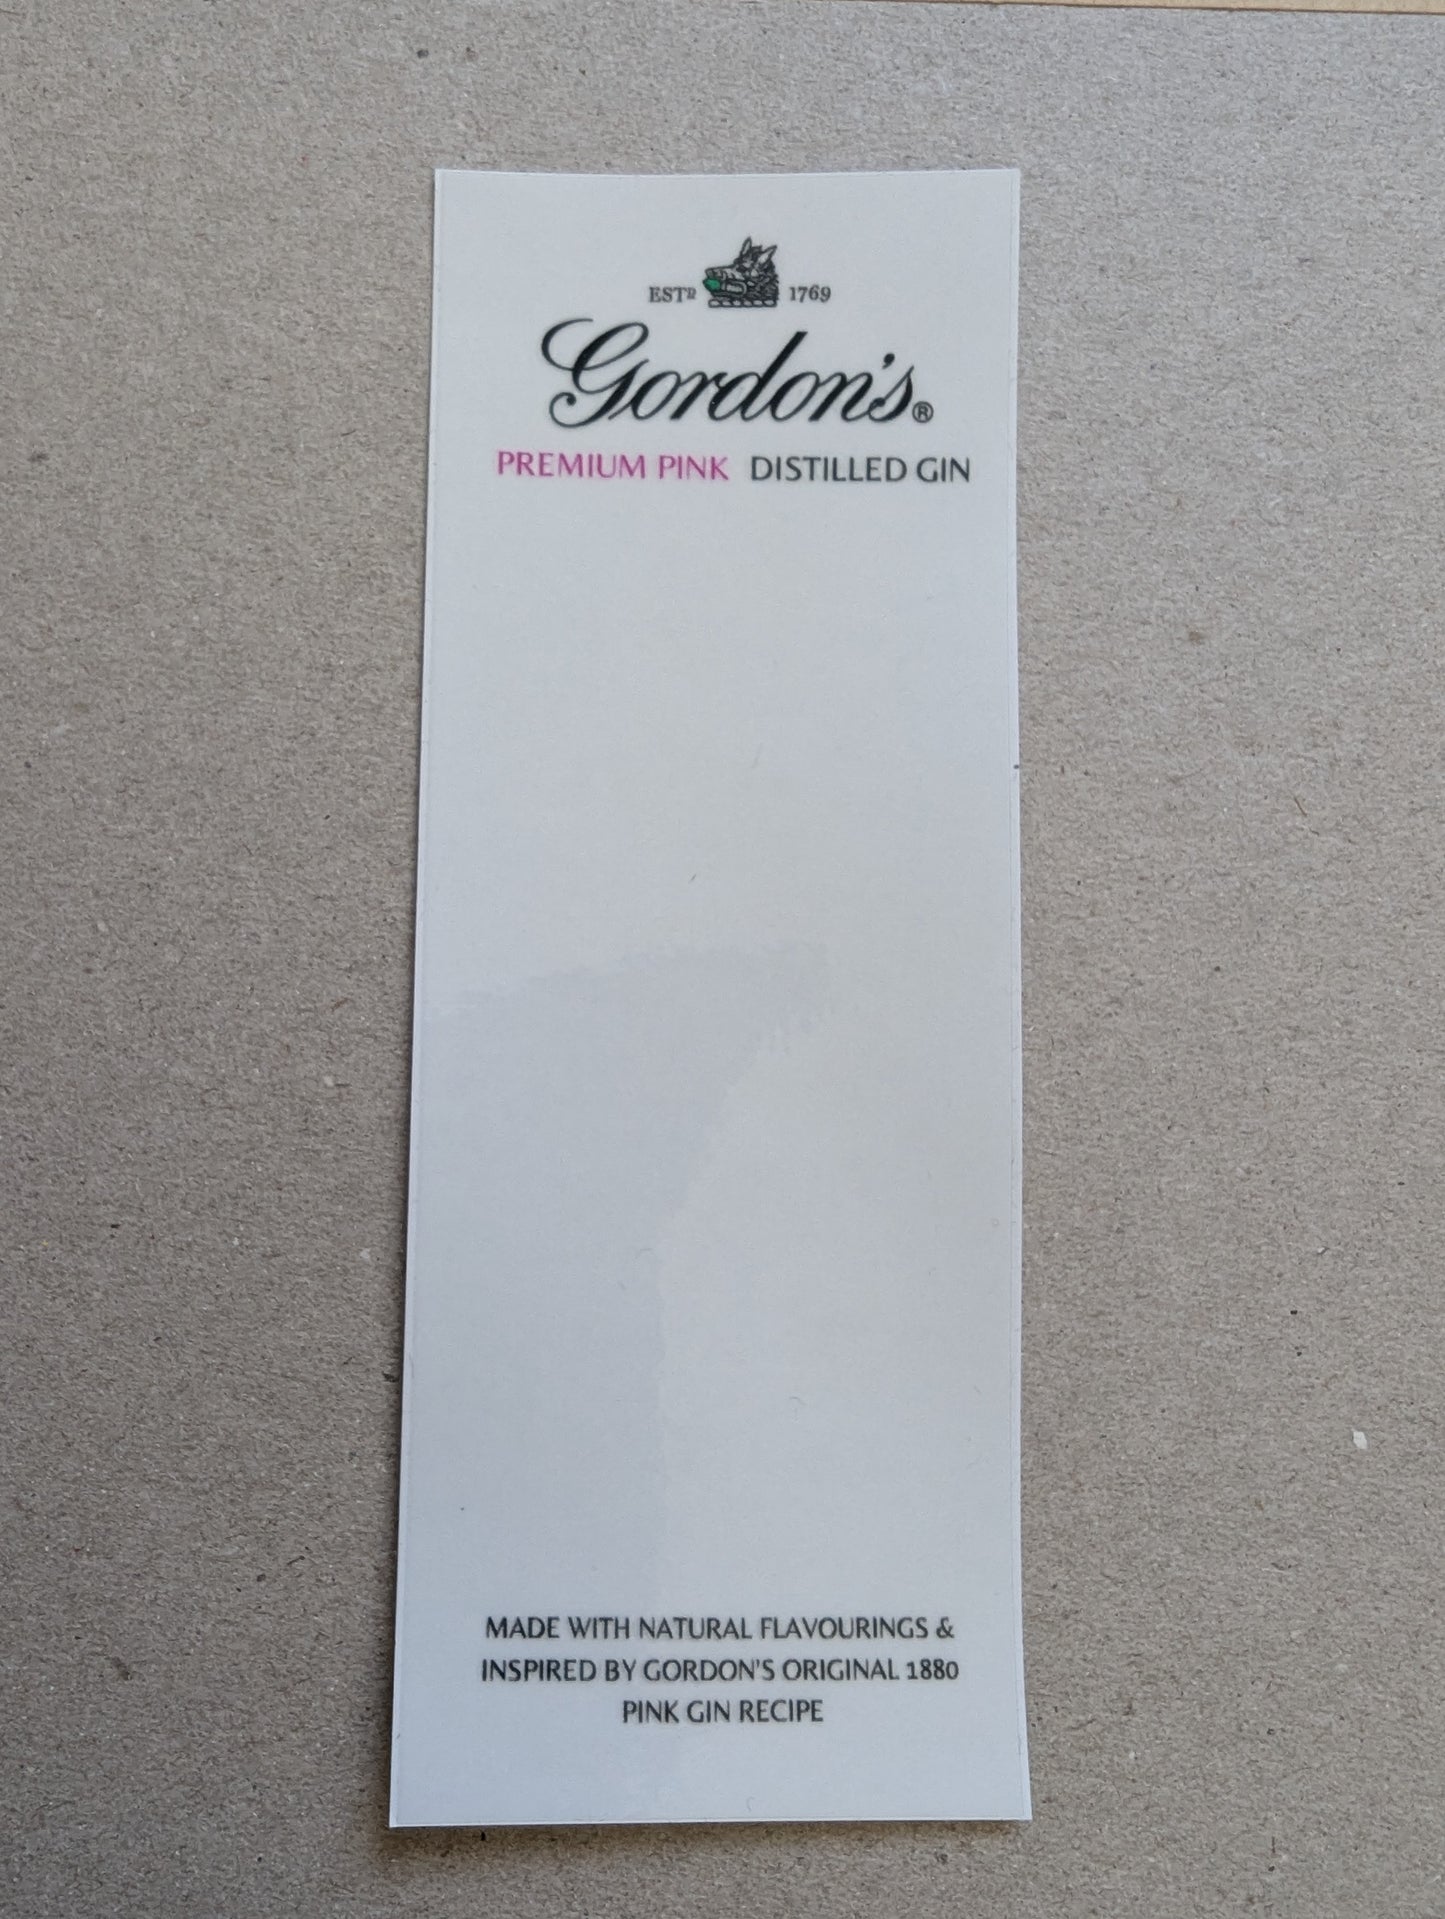 ESTD 1769
Gordon's®
PREMIUM PINK DISTILLED GIN
MADE WITH NATURAL FLAVOURINGS &
INSPIRED BY GORDON'S ORIGINAL 1880
PINK GIN RECIPE